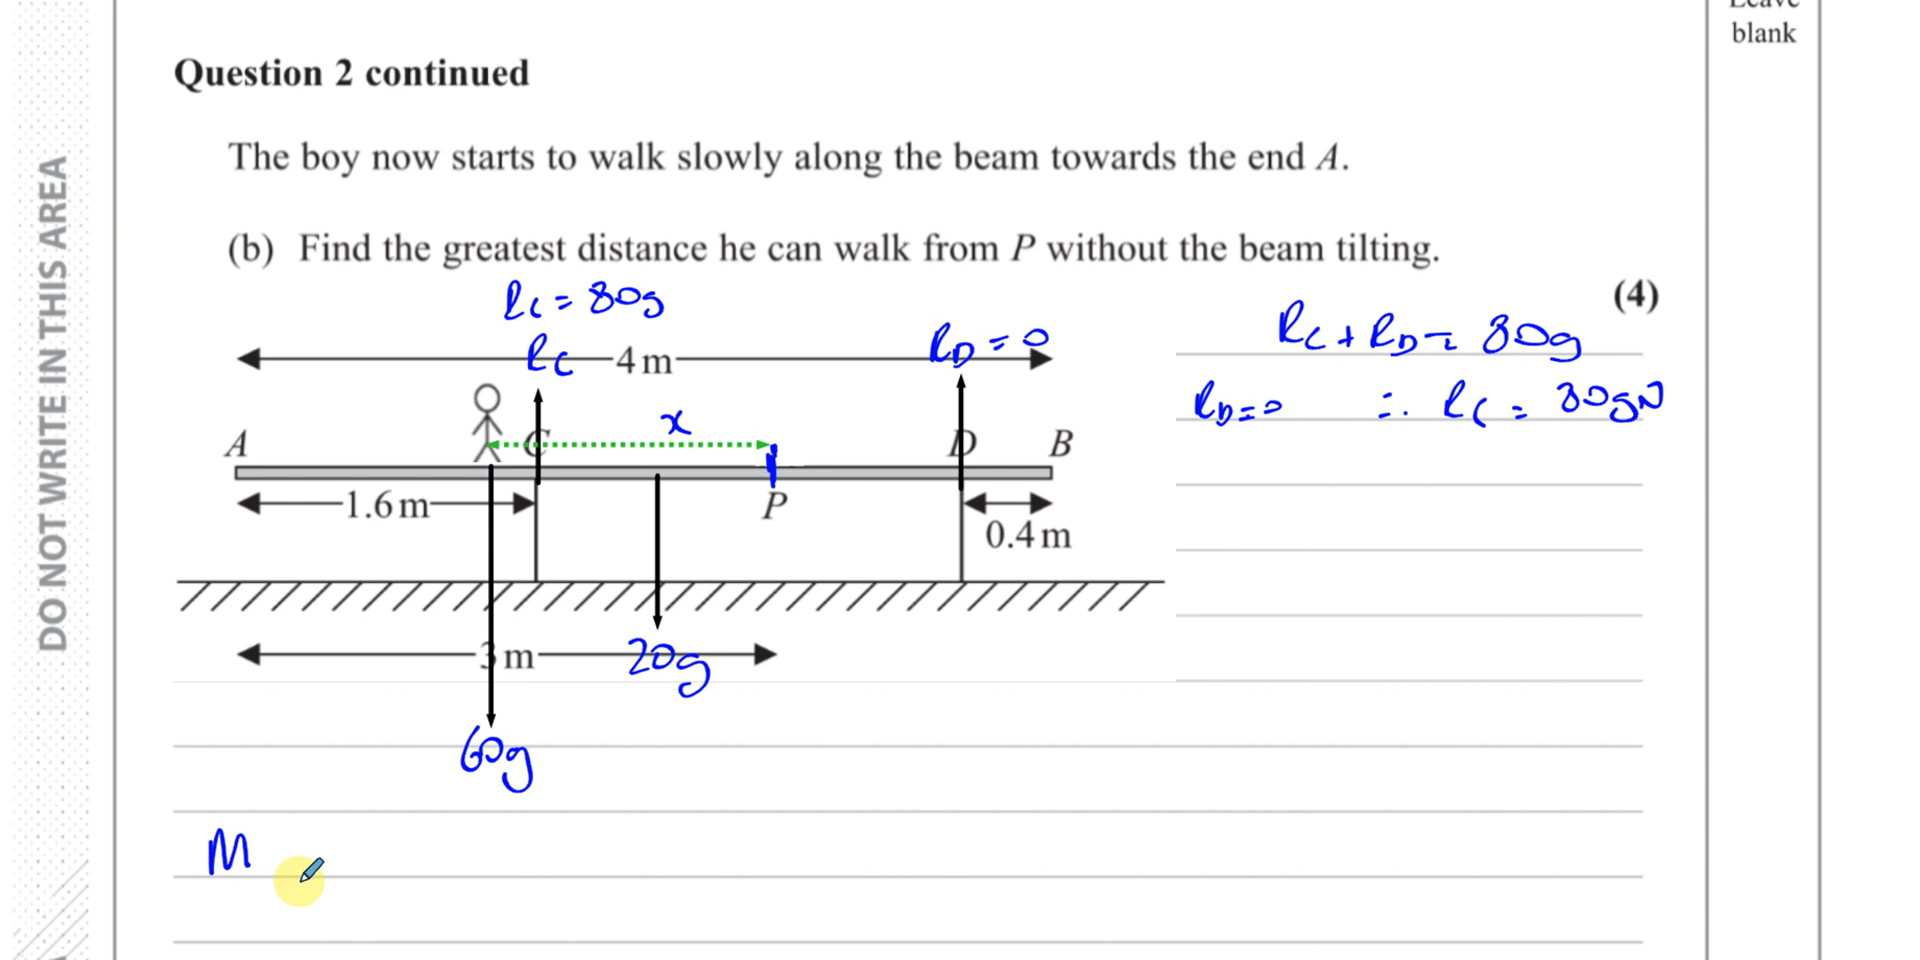 Leave
blank
Question 2 continued
The boy now starts to walk slowly along the beam towards the end A.
(b) Find the greatest distance he can walk from P without the beam tilting.
(4)
R_C = 80g
R_C + R_D = 80g
R_C
4 m
R_D = 0
R_D = 0 ∴ R_C = 80g N
x
A
C
D
B
1.6 m
P
0.4 m
3 m
20g
60g
M
DO NOT WRITE IN THIS AREA